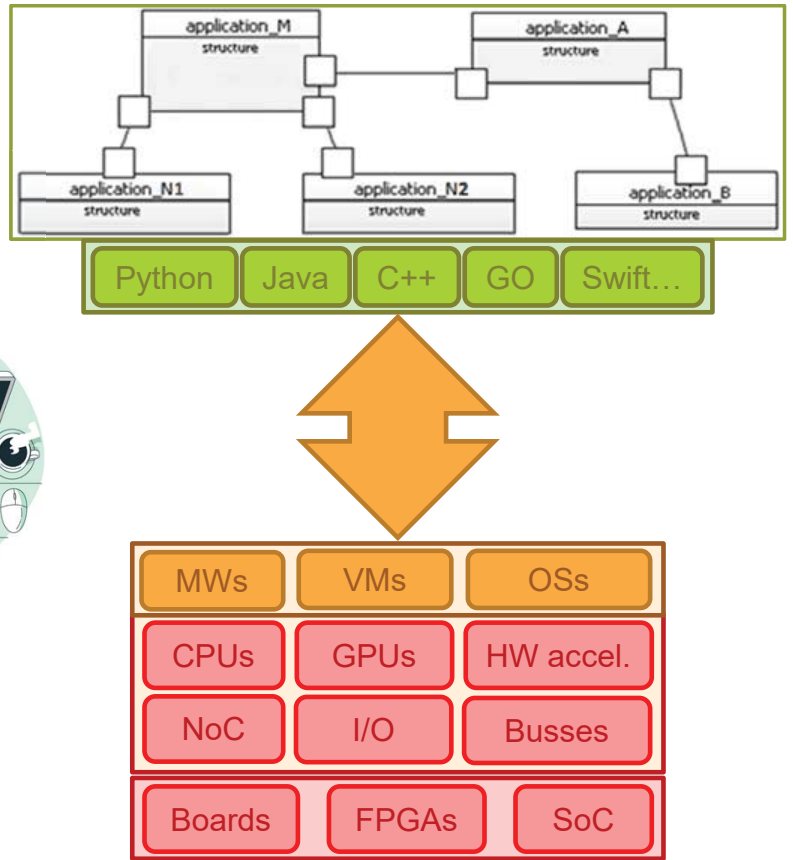 application_M
structure
application_A
structure
application_N1
structure
application_N2
structure
application_B
structure
Python Java C++ GO Swift…
MWs VMs OSs
CPUs GPUs HW accel.
NoC I/O Busses
Boards FPGAs SoC